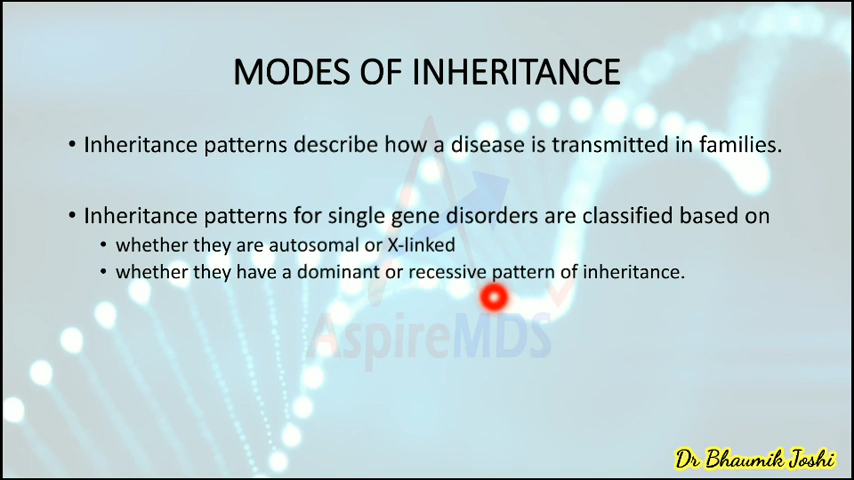 MODES OF INHERITANCE
• Inheritance patterns describe how a disease is transmitted in families.
• Inheritance patterns for single gene disorders are classified based on
• whether they are autosomal or X-linked
• whether they have a dominant or recessive pattern of inheritance.
AspireMDS
Dr Bhaumik Joshi